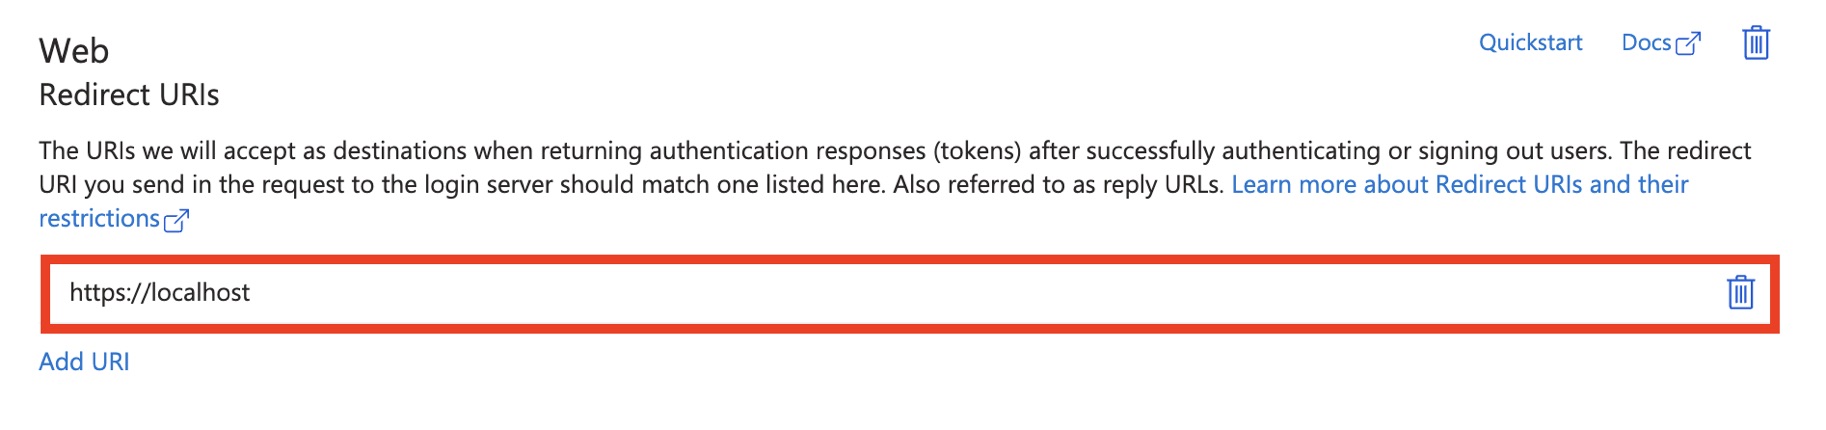 Web
Quickstart Docs
Redirect URIs
The URIs we will accept as destinations when returning authentication responses (tokens) after successfully authenticating or signing out users. The redirect
URI you send in the request to the login server should match one listed here. Also referred to as reply URLs. Learn more about Redirect URIs and their
restrictions
https://localhost
Add URI